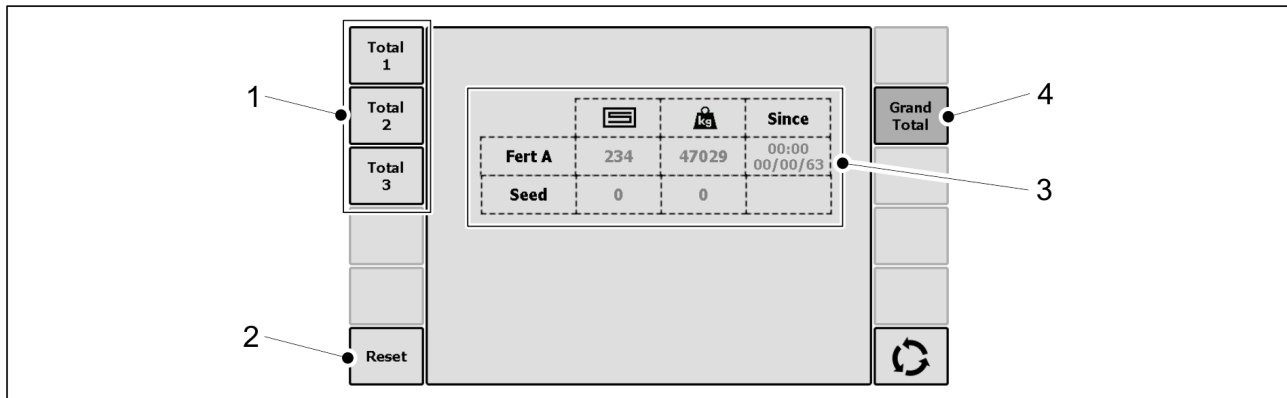 Total
1
Total
2
Total
3
Reset
kg
Since
Fert A
234
47029
00:00
00/00/63
Seed
0
0
Grand
Total
1
2
3
4